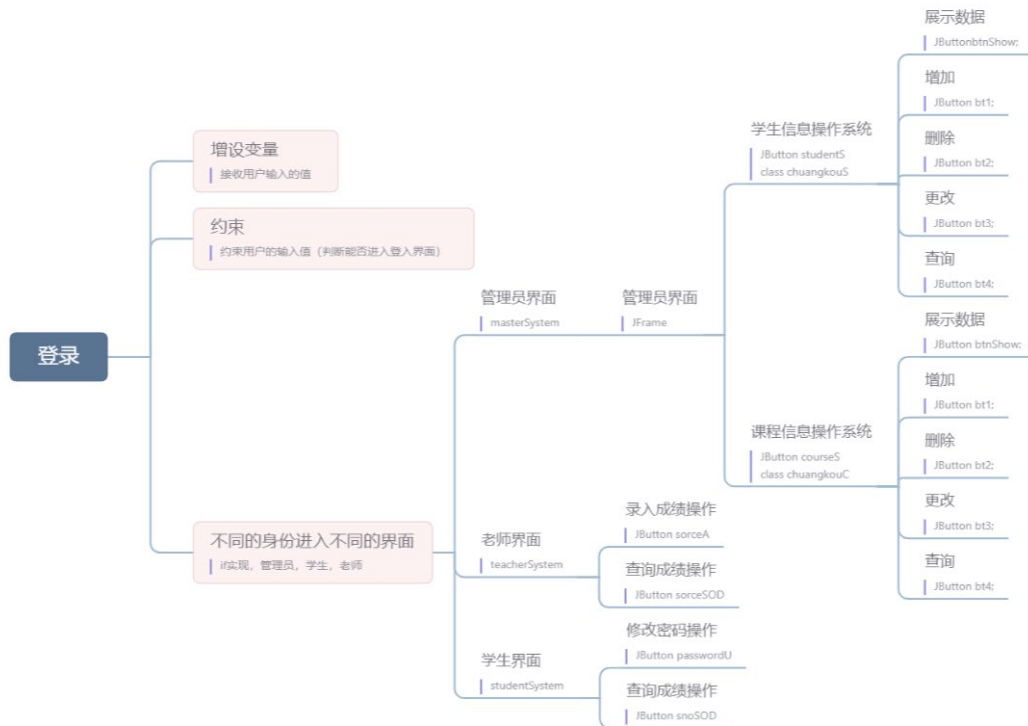 登录
增设变量
接收用户输入的值
约束
约束用户的输入值（判断能否进入登入界面）
不同的身份进入不同的界面
if实现，管理员，学生，老师
管理员界面
masterSystem
管理员界面
JFrame
学生信息操作系统
JButton studentS
class chuangkouS
展示数据
JButtonbtnShow;
增加
JButton bt1;
删除
JButton bt2;
更改
JButton bt3;
查询
JButton bt4;
课程信息操作系统
JButton courseS
class chuangkouC
展示数据
JButton btnShow;
增加
JButton bt1;
删除
JButton bt2;
更改
JButton bt3;
查询
JButton bt4;
老师界面
teacherSystem
录入成绩操作
JButton sorceA
查询成绩操作
JButton sorceSOD
学生界面
studentSystem
修改密码操作
JButton passwordU
查询成绩操作
JButton snoSOD